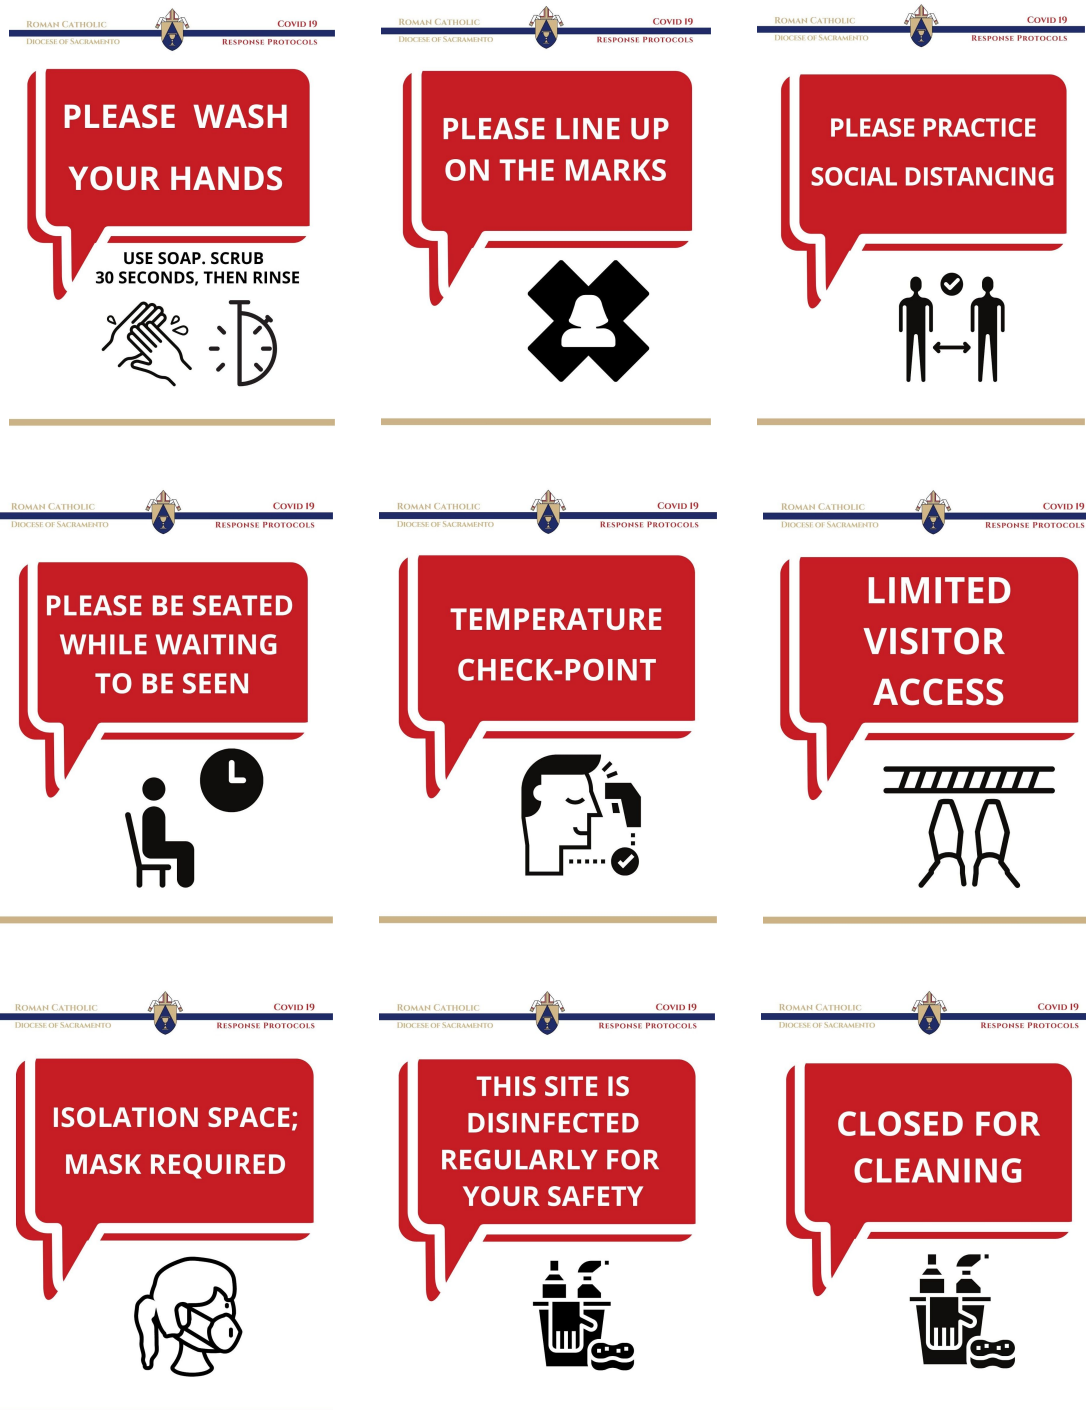 ROMAN CATHOLIC
DIOCESE OF SACRAMENTO
COVID 19
RESPONSE PROTOCOLS
PLEASE WASH
YOUR HANDS
USE SOAP. SCRUB
30 SECONDS, THEN RINSE
ROMAN CATHOLIC
DIOCESE OF SACRAMENTO
COVID 19
RESPONSE PROTOCOLS
PLEASE LINE UP
ON THE MARKS
ROMAN CATHOLIC
DIOCESE OF SACRAMENTO
COVID 19
RESPONSE PROTOCOLS
PLEASE PRACTICE
SOCIAL DISTANCING
ROMAN CATHOLIC
DIOCESE OF SACRAMENTO
COVID 19
RESPONSE PROTOCOLS
PLEASE BE SEATED
WHILE WAITING
TO BE SEEN
ROMAN CATHOLIC
DIOCESE OF SACRAMENTO
COVID 19
RESPONSE PROTOCOLS
TEMPERATURE
CHECK-POINT
ROMAN CATHOLIC
DIOCESE OF SACRAMENTO
COVID 19
RESPONSE PROTOCOLS
LIMITED
VISITOR
ACCESS
ROMAN CATHOLIC
DIOCESE OF SACRAMENTO
COVID 19
RESPONSE PROTOCOLS
ISOLATION SPACE;
MASK REQUIRED
ROMAN CATHOLIC
DIOCESE OF SACRAMENTO
COVID 19
RESPONSE PROTOCOLS
THIS SITE IS
DISINFECTED
REGULARLY FOR
YOUR SAFETY
ROMAN CATHOLIC
DIOCESE OF SACRAMENTO
COVID 19
RESPONSE PROTOCOLS
CLOSED FOR
CLEANING